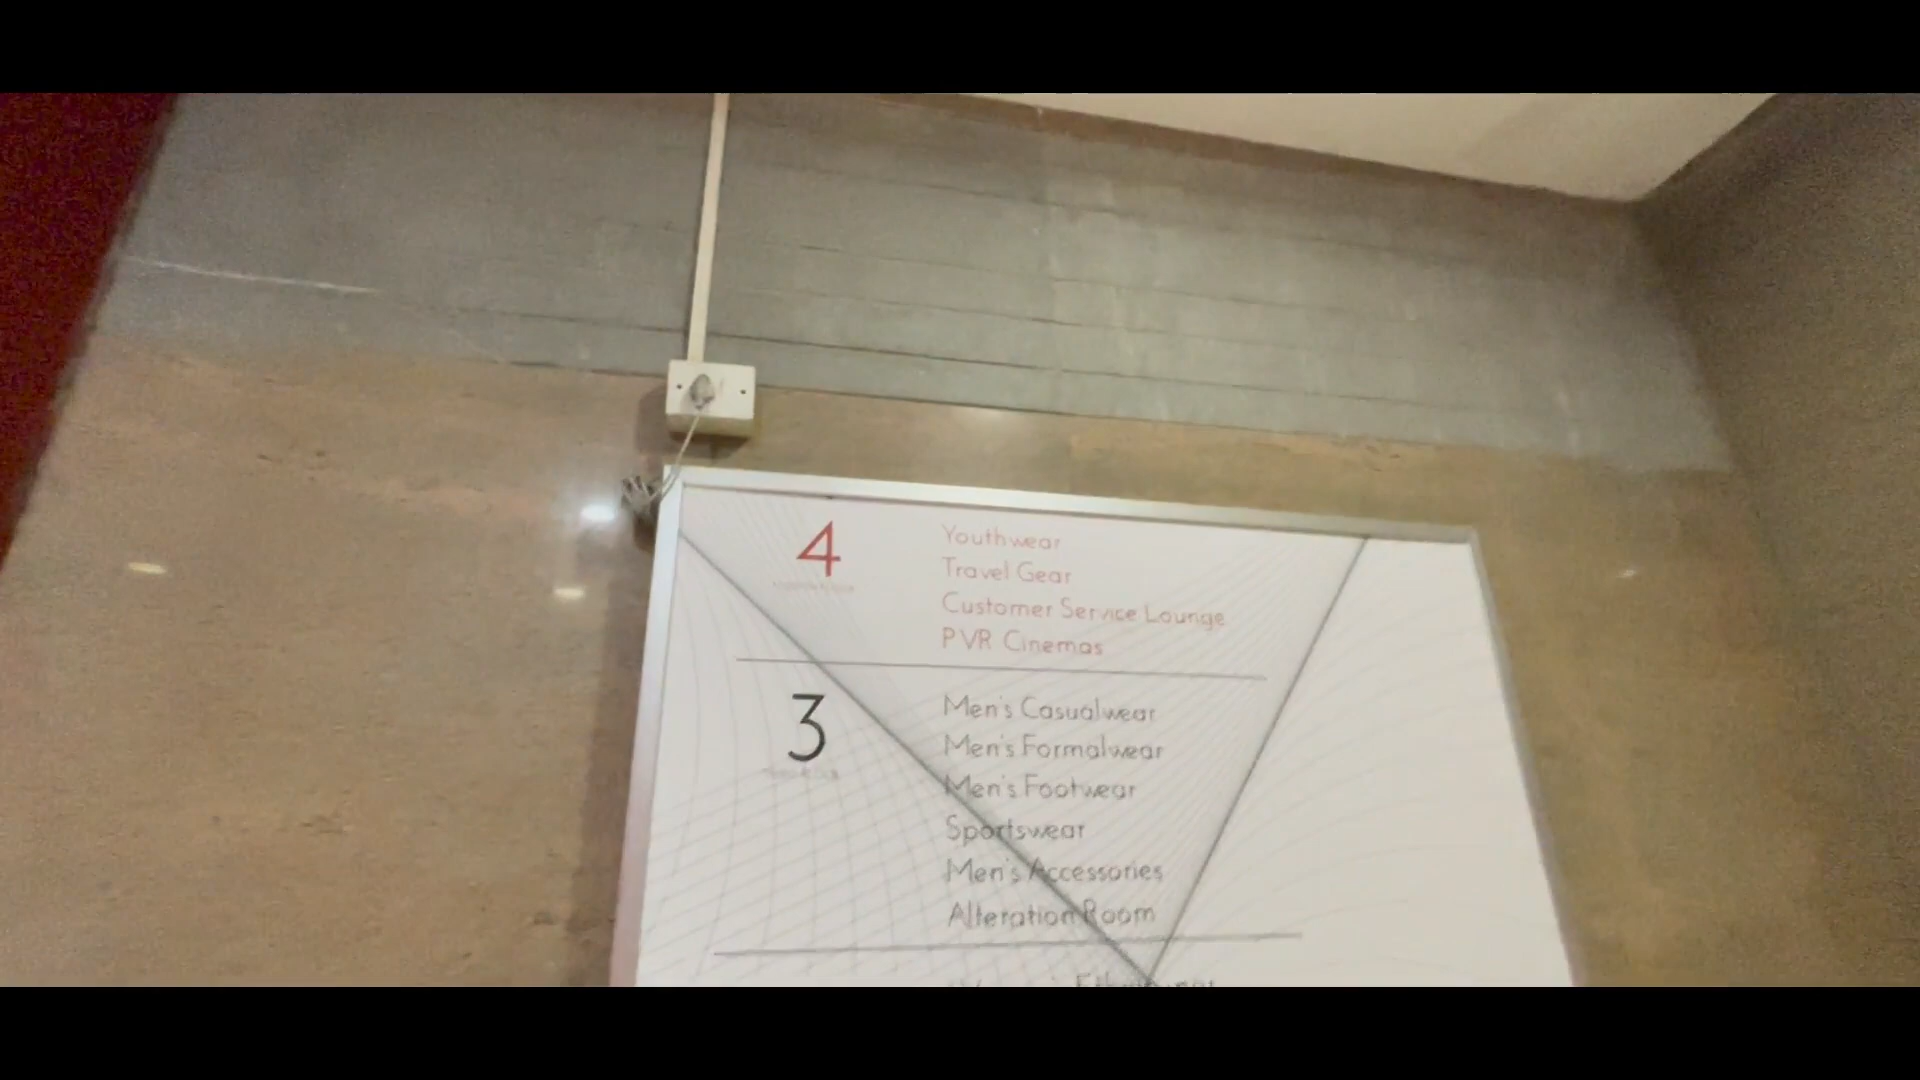 4
Youthwear
Travel Gear
Customer Service Lounge
PVR Cinemas
3
Men's Casualwear
Men's Formalwear
Men's Footwear
Sportswear
Men's Accessories
Alteration Room